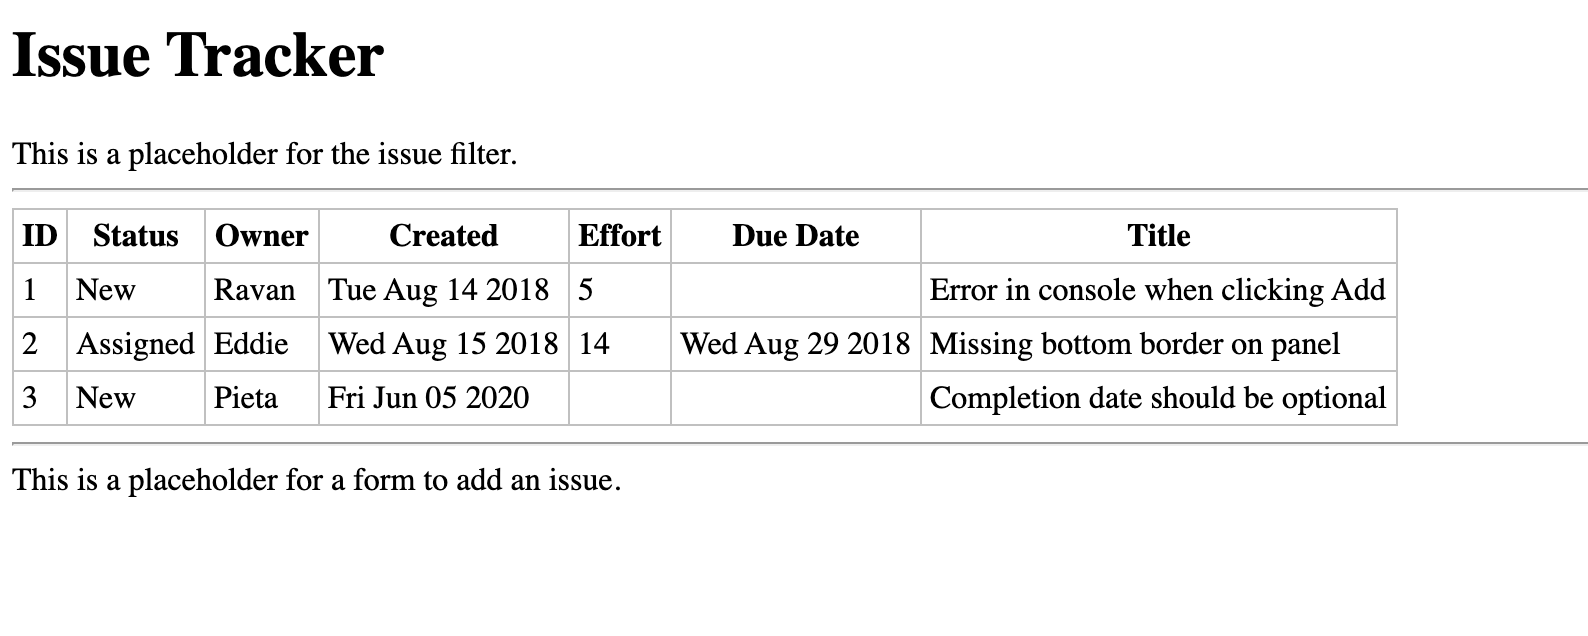 Issue Tracker
This is a placeholder for the issue filter.
ID Status Owner Created Effort Due Date Title
1 New Ravan Tue Aug 14 2018 5 Error in console when clicking Add
2 Assigned Eddie Wed Aug 15 2018 14 Wed Aug 29 2018 Missing bottom border on panel
3 New Pieta Fri Jun 05 2020 Completion date should be optional
This is a placeholder for a form to add an issue.